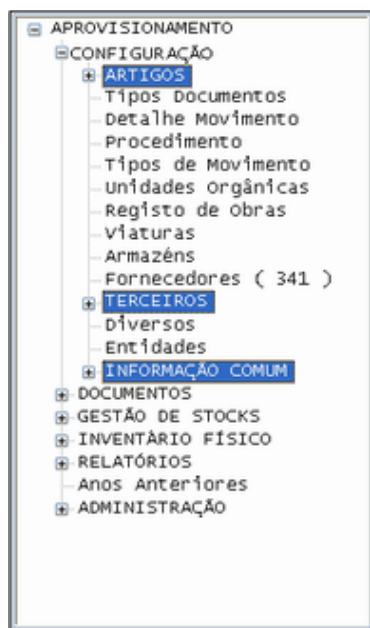 APROVISIONAMENTO
CONFIGURAÇÃO
ARTIGOS
Tipos Documentos
Detalhe Movimento
Procedimento
Tipos de Movimento
Unidades Orgânicas
Registo de Obras
Viaturas
Armazéns
Fornecedores ( 341 )
TERCEIROS
Diversos
Entidades
INFORMAÇÃO COMUM
DOCUMENTOS
GESTÃO DE STOCKS
INVENTÁRIO FÍSICO
RELATÓRIOS
Anos Anteriores
ADMINISTRAÇÃO